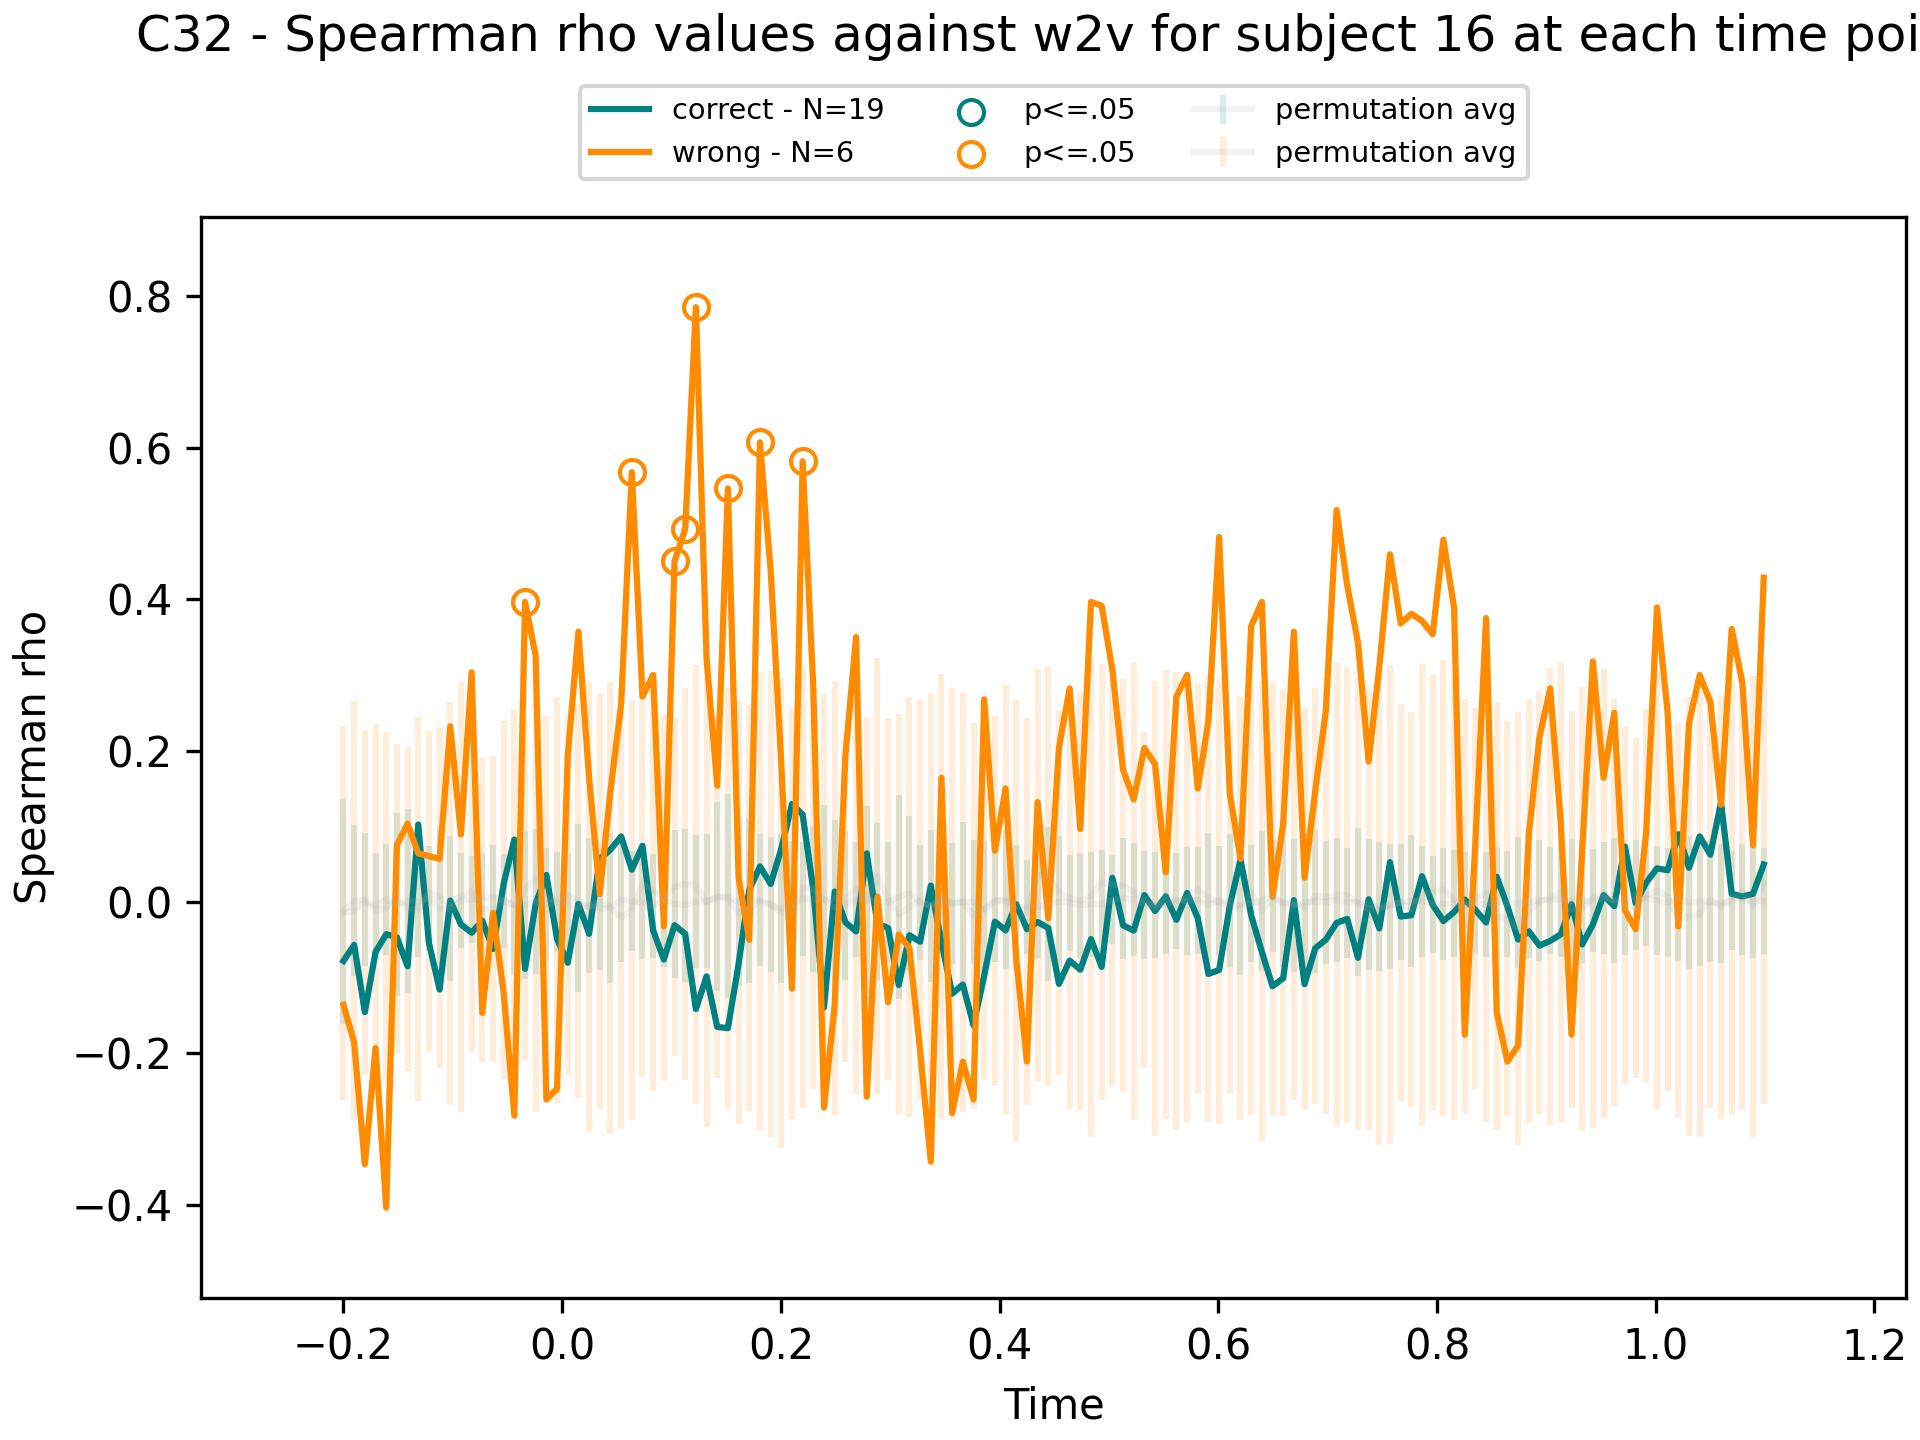 C32 - Spearman rho values against w2v for subject 16 at each time poi
correct - N=19 p<=.05 permutation avg
wrong - N=6 p<=.05 permutation avg
0.8
0.6
0.4
0.2
0.0
−0.2
−0.4
Spearman rho
−0.2 0.0 0.2 0.4 0.6 0.8 1.0 1.2
Time